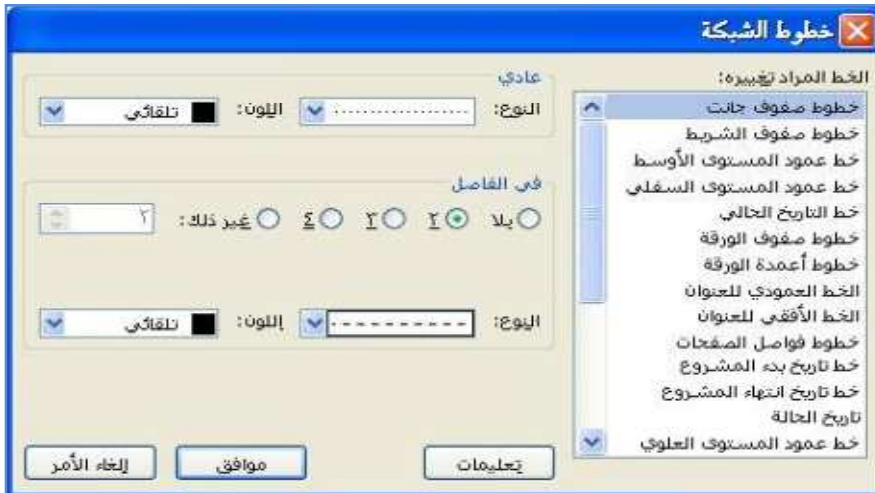 خطوط الشبكة
الخط المراد تغييره:
خطوط صفوف جانت
خطوط صفوف الشريط
خط عمود المستوى الأوسط
خط عمود المستوى السفلي
خط التاريخ الحالي
خطوط صفوف الورقة
خطوط أعمدة الورقة
الخط العمودي للعنوان
الخط الأفقي للعنوان
خطوط فواصل الصفحات
خط تاريخ بدء المشروع
خط تاريخ انتهاء المشروع
تاريخ الحالة
خط عمود المستوى العلوي
عادي
النوع: اللون: تلقائي
في الفاصل
بلا ٢ ٣ ٤ غير ذلك: ٢
النوع: اللون: تلقائي
تعليمات موافق إلغاء الأمر